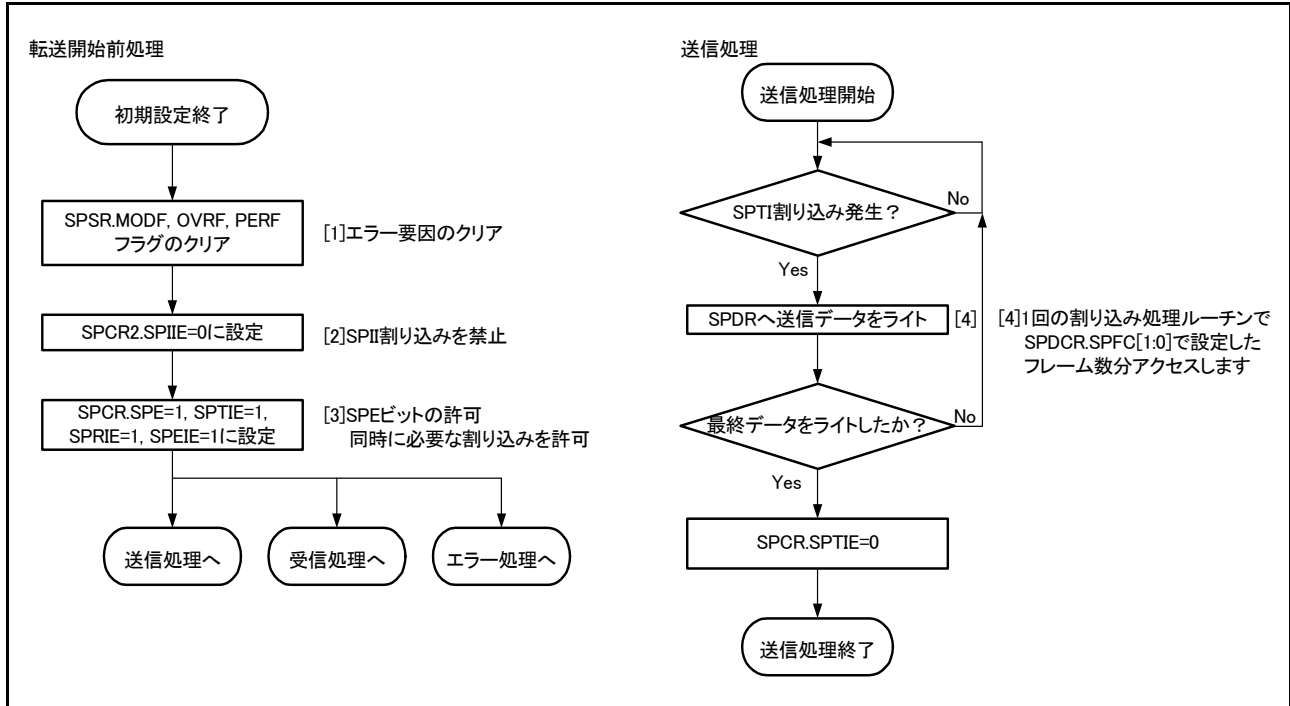 転送開始前処理
初期設定終了
SPSR.MODF, OVRF, PERF
フラグのクリア
[1]エラー要因のクリア
SPCR2.SPIIE=0に設定
[2]SPII割り込みを禁止
SPCR.SPE=1, SPTIE=1,
SPRIE=1, SPEIE=1に設定
[3]SPEビットの許可
同時に必要な割り込みを許可
送信処理へ
受信処理へ
エラー処理へ
送信処理
送信処理開始
SPTI割り込み発生？
No
Yes
SPDRへ送信データをライト
[4]
[4]1回の割り込み処理ルーチンで
SPDCR.SPFC[1:0]で設定した
フレーム数分アクセスします
最終データをライトしたか？
No
Yes
SPCR.SPTIE=0
送信処理終了